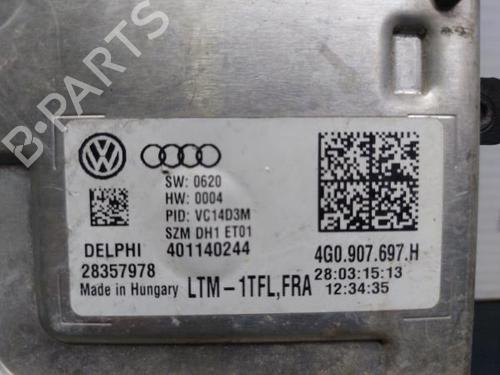 B-PARTS
SW: 0620
HW: 0004
PID: VC14D3M
SZM DH1 ET01
DELPHI 401140244
28357978
Made in Hungary LTM-1TFL,FRA
4G0.907.697.H
28:03:15:13
12:34:35